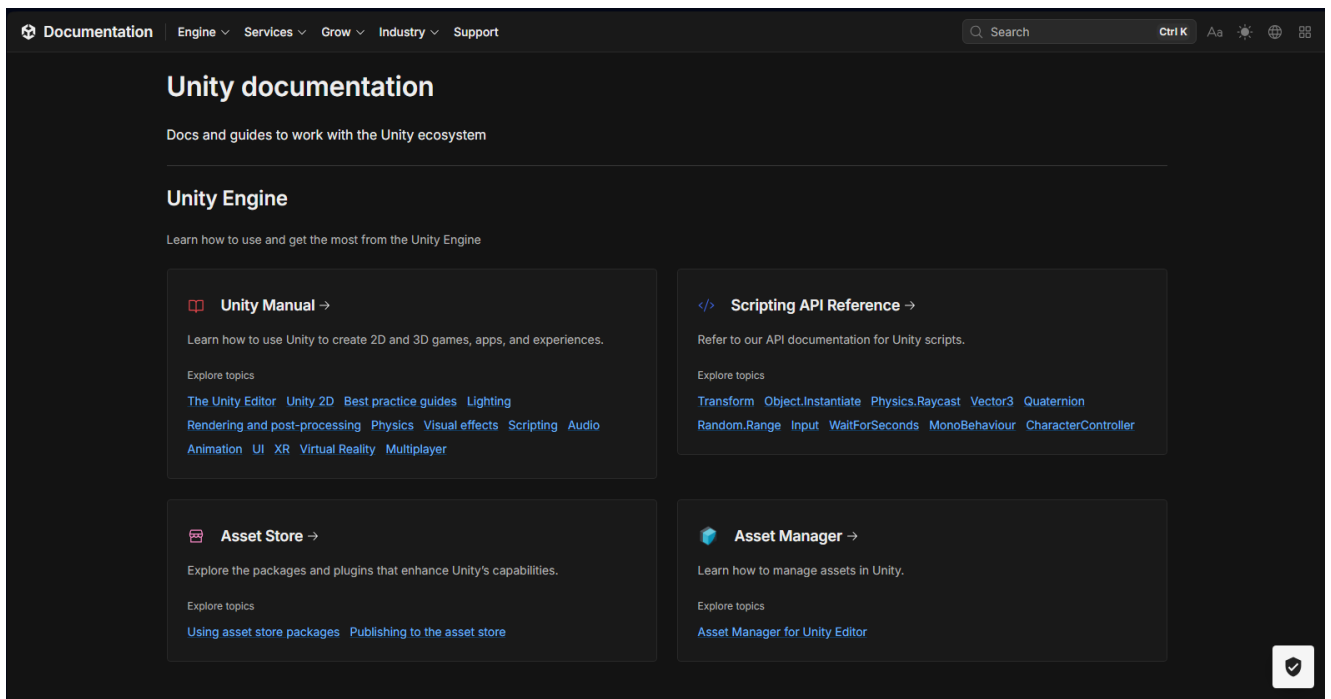 Documentation Engine Services Grow Industry Support Search Ctrl K Aa
Unity documentation
Docs and guides to work with the Unity ecosystem
Unity Engine
Learn how to use and get the most from the Unity Engine
Unity Manual →
Learn how to use Unity to create 2D and 3D games, apps, and experiences.
Explore topics
The Unity Editor Unity 2D Best practice guides Lighting
Rendering and post-processing Physics Visual effects Scripting Audio
Animation UI XR Virtual Reality Multiplayer
</> Scripting API Reference →
Refer to our API documentation for Unity scripts.
Explore topics
Transform Object.Instantiate Physics.Raycast Vector3 Quaternion
Random.Range Input WaitForSeconds MonoBehaviour CharacterController
Asset Store →
Explore the packages and plugins that enhance Unity’s capabilities.
Explore topics
Using asset store packages Publishing to the asset store
Asset Manager →
Learn how to manage assets in Unity.
Explore topics
Asset Manager for Unity Editor